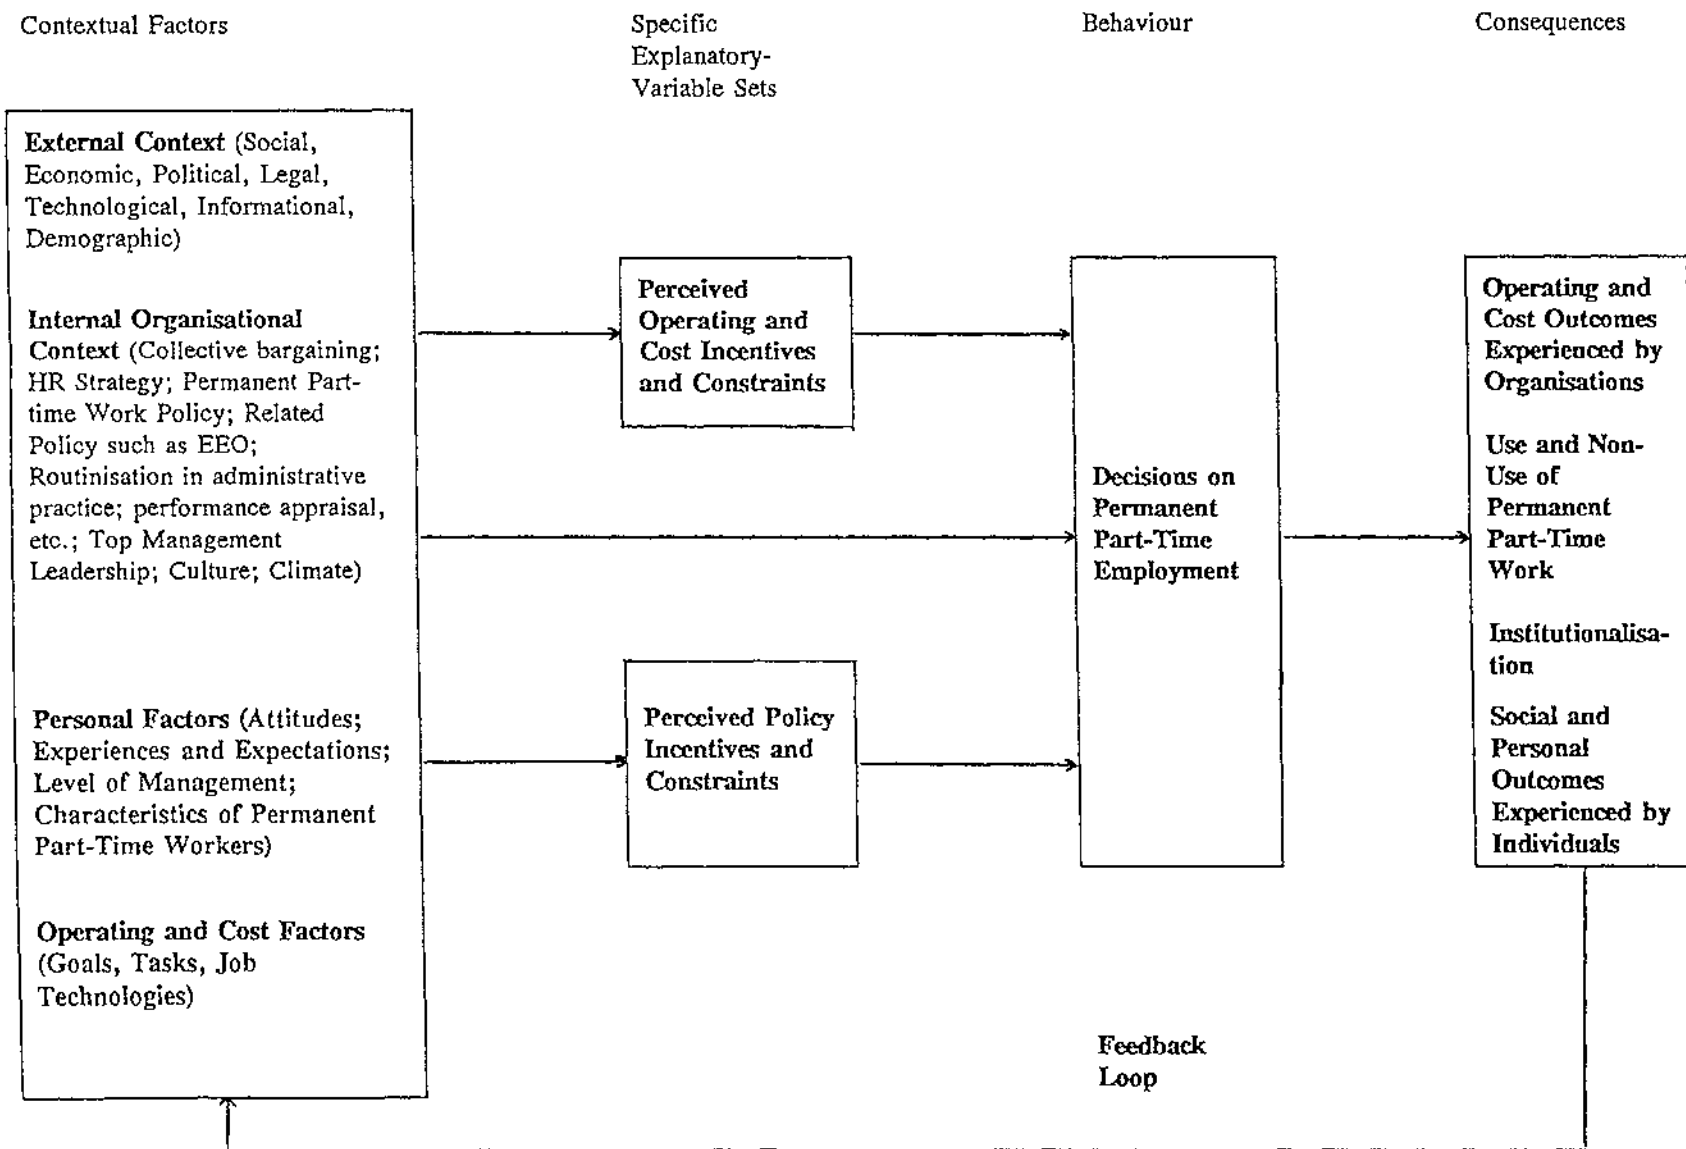 Contextual Factors
Specific
Explanatory-
Variable Sets
Behaviour
Consequences
External Context (Social,
Economic, Political, Legal,
Technological, Informational,
Demographic)
Internal Organisational
Context (Collective bargaining;
HR Strategy; Permanent Part-
time Work Policy; Related
Policy such as EEO;
Routinisation in administrative
practice; performance appraisal,
etc.; Top Management
Leadership; Culture; Climate)
Personal Factors (Attitudes;
Experiences and Expectations;
Level of Management;
Characteristics of Permanent
Part-Time Workers)
Operating and Cost Factors
(Goals, Tasks, Job
Technologies)
Perceived
Operating and
Cost Incentives
and Constraints
Perceived Policy
Incentives and
Constraints
Decisions on
Permanent
Part-Time
Employment
Operating and
Cost Outcomes
Experienced by
Organisations
Use and Non-
Use of
Permanent
Part-Time
Work
Institutionalisa-
tion
Social and
Personal
Outcomes
Experienced by
Individuals
Feedback
Loop